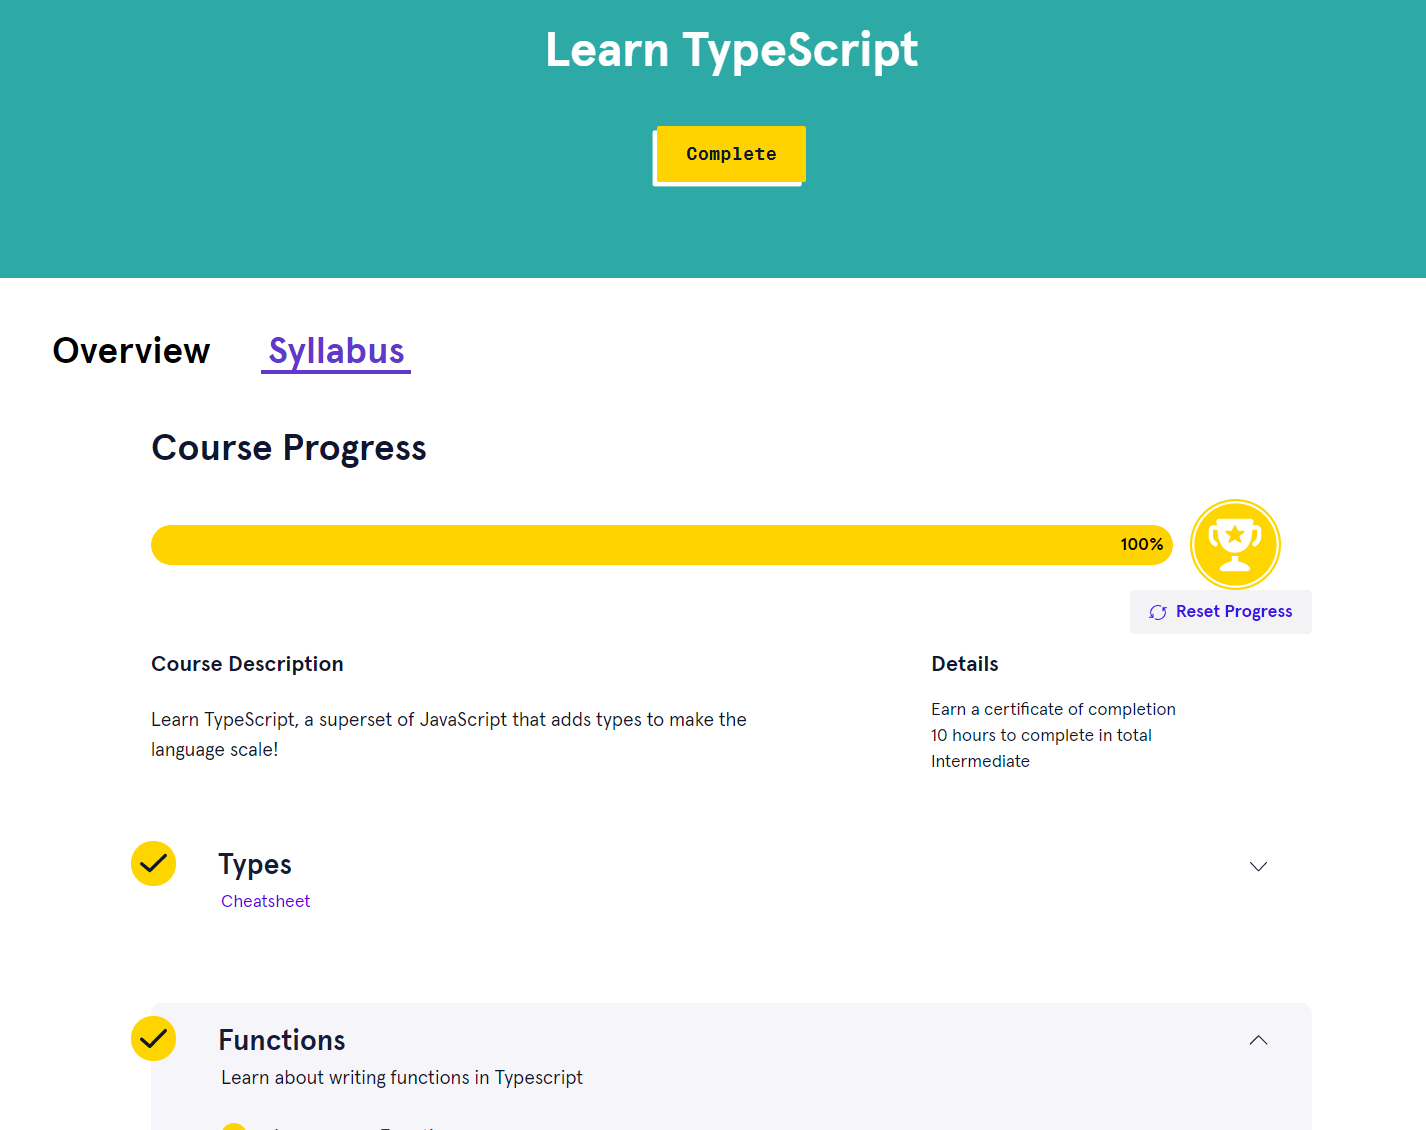 Learn TypeScript
Complete
Overview
Syllabus
Course Progress
100%
Reset Progress
Course Description
Details
Learn TypeScript, a superset of JavaScript that adds types to make the
language scale!
Earn a certificate of completion
10 hours to complete in total
Intermediate
Types
Cheatsheet
Functions
Learn about writing functions in Typescript